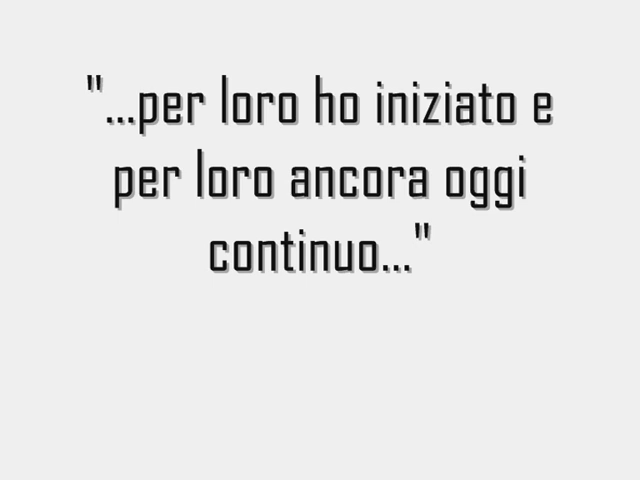 "...per loro ho iniziato e
per loro ancora oggi
continuo..."